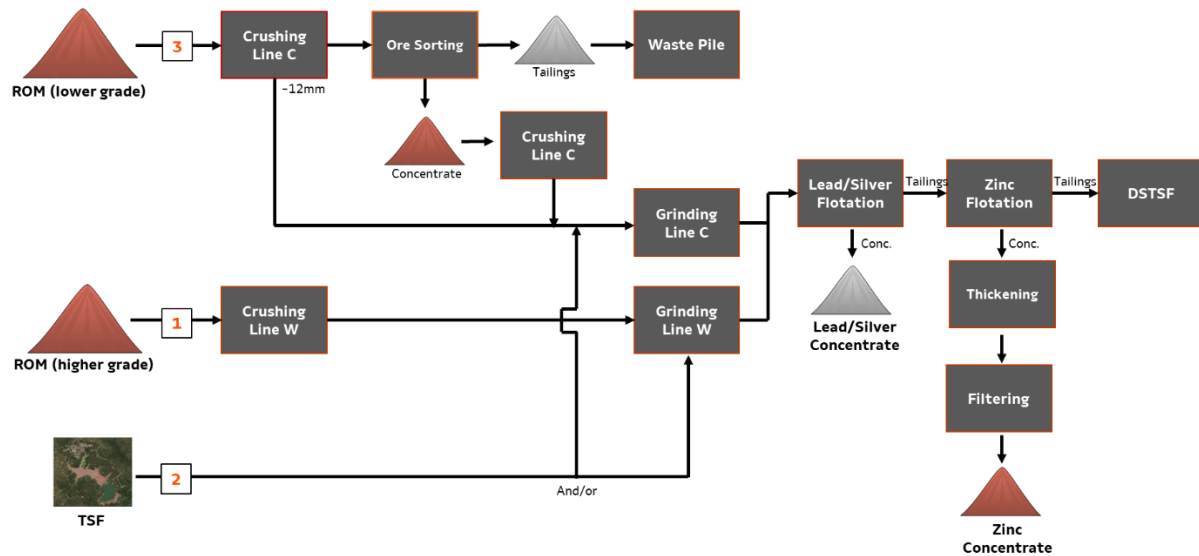 3
Crushing
Line C
Ore Sorting
Tailings
Waste Pile
ROM (lower grade)
-12mm
Concentrate
Crushing
Line C
Lead/Silver
Flotation
Tailings
Zinc
Flotation
Tailings
DSTSF
Grinding
Line C
Conc.
Conc.
1
Crushing
Line W
Grinding
Line W
Thickening
ROM (higher grade)
Lead/Silver
Concentrate
Filtering
2
And/or
TSF
Zinc
Concentrate